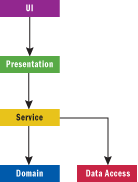 UI
Presentation
Service
Domain
Data Access